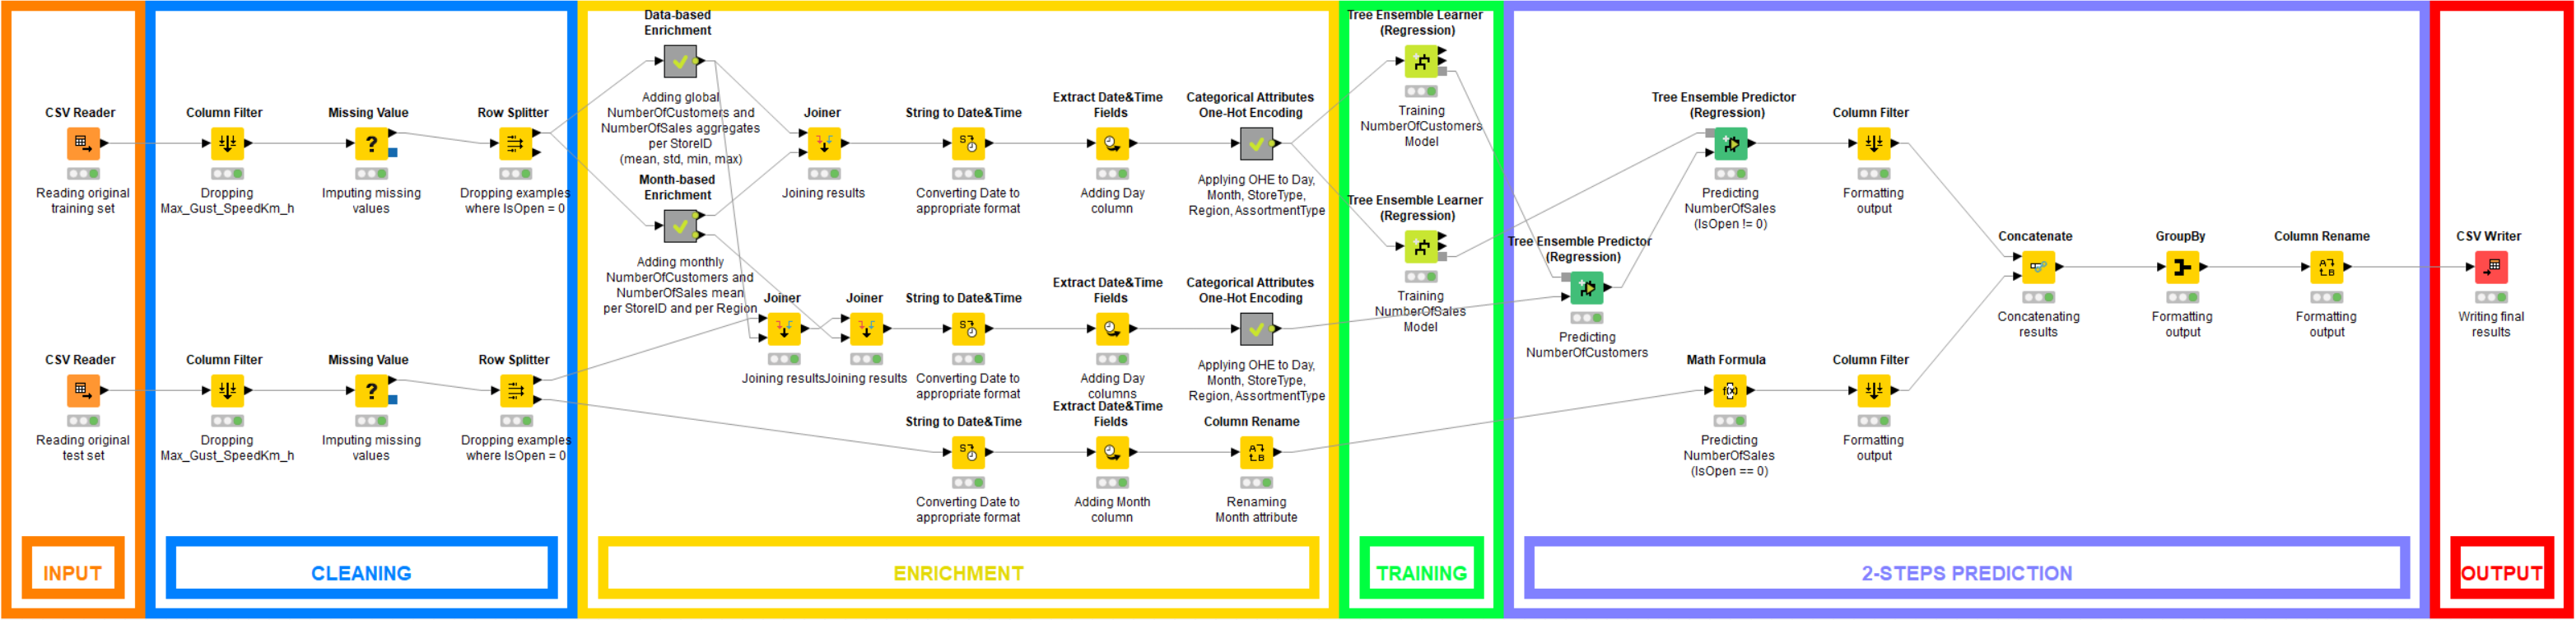 CSV Reader
Reading original
training set
CSV Reader
Reading original
test set
INPUT
Column Filter
Dropping
Max_Gust_SpeedKm_h
Missing Value
?
Imputing missing
values
Row Splitter
Dropping examples
where IsOpen = 0
Column Filter
Dropping
Max_Gust_SpeedKm_h
Missing Value
?
Imputing missing
values
Row Splitter
Dropping examples
where IsOpen = 0
CLEANING
Data-based
Enrichment
Adding global
NumberOfCustomers and
NumberOfSales aggregates
per StoreID
(mean, std, min, max)
Month-based
Enrichment
Adding monthly
NumberOfCustomers and
NumberOfSales mean
per StoreID and per Region
Joiner
Joining results
String to Date&Time
S
Converting Date to
appropriate format
Extract Date&Time
Fields
Adding Day
column
Categorical Attributes
One-Hot Encoding
Applying OHE to Day,
Month, StoreType,
Region, AssortmentType
Joiner
Joining results
Joiner
Joining results
String to Date&Time
S
Converting Date to
appropriate format
Extract Date&Time
Fields
Adding Day
columns
Categorical Attributes
One-Hot Encoding
Applying OHE to Day,
Month, StoreType,
Region, AssortmentType
String to Date&Time
S
Converting Date to
appropriate format
Extract Date&Time
Fields
Adding Month
column
Column Rename
A
B
Renaming
Month attribute
ENRICHMENT
Tree Ensemble Learner
(Regression)
Training
NumberOfCustomers
Model
Tree Ensemble Learner
(Regression)
Training
NumberOfSales
Model
TRAINING
Tree Ensemble Predictor
(Regression)
Predicting
NumberOfCustomers
Tree Ensemble Predictor
(Regression)
Predicting
NumberOfSales
(IsOpen != 0)
Column Filter
Formatting
output
Math Formula
f(x)
Predicting
NumberOfSales
(IsOpen == 0)
Column Filter
Formatting
output
Concatenate
Concatenating
results
GroupBy
Formatting
output
Column Rename
A
B
Formatting
output
2-STEPS PREDICTION
CSV Writer
Writing final
results
OUTPUT